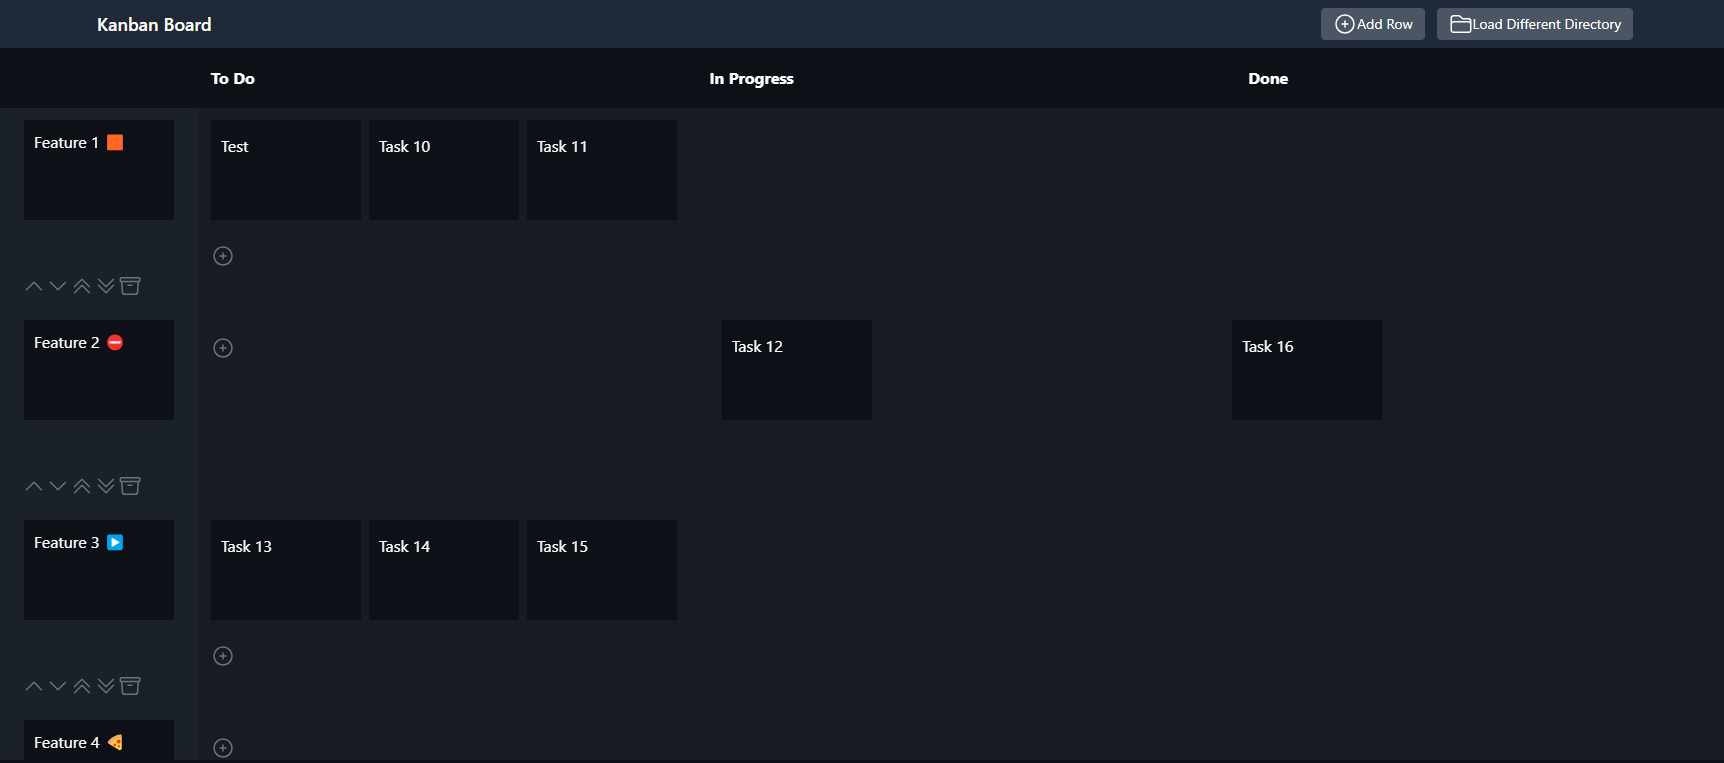 Kanban Board
Add Row
Load Different Directory
To Do
In Progress
Done
Feature 1 🟧
Test
Task 10
Task 11
Feature 2 ⛔
Task 12
Task 16
Feature 3 ▶️
Task 13
Task 14
Task 15
Feature 4 🍕